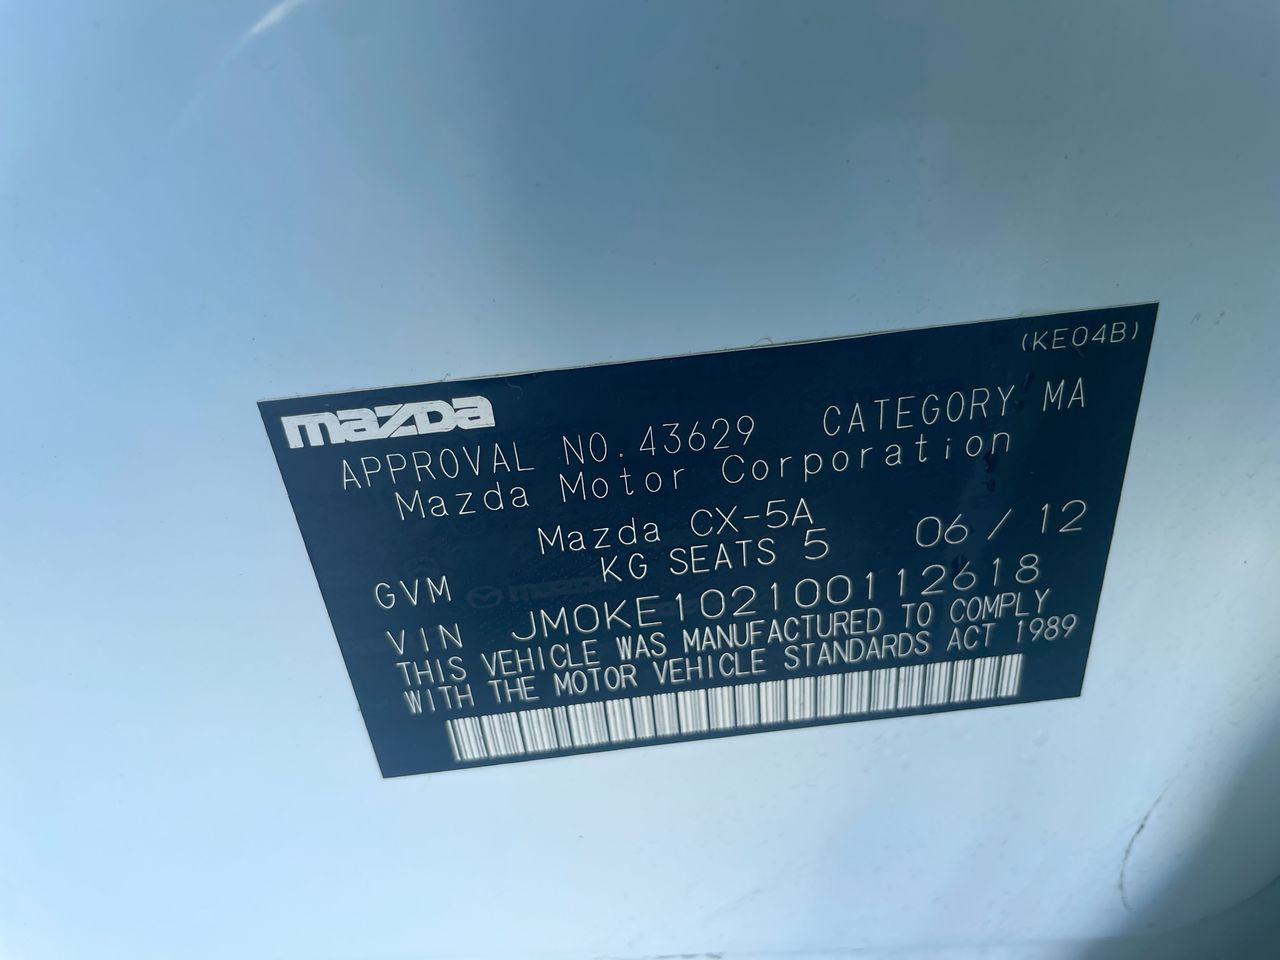 (KE04B)
mazda
APPROVAL NO.43629 CATEGORY MA
Mazda Motor Corporation
Mazda CX-5A 06/12
GVM KG SEATS 5
VIN JM0KE102100112618
THIS VEHICLE WAS MANUFACTURED TO COMPLY
WITH THE MOTOR VEHICLE STANDARDS ACT 1989